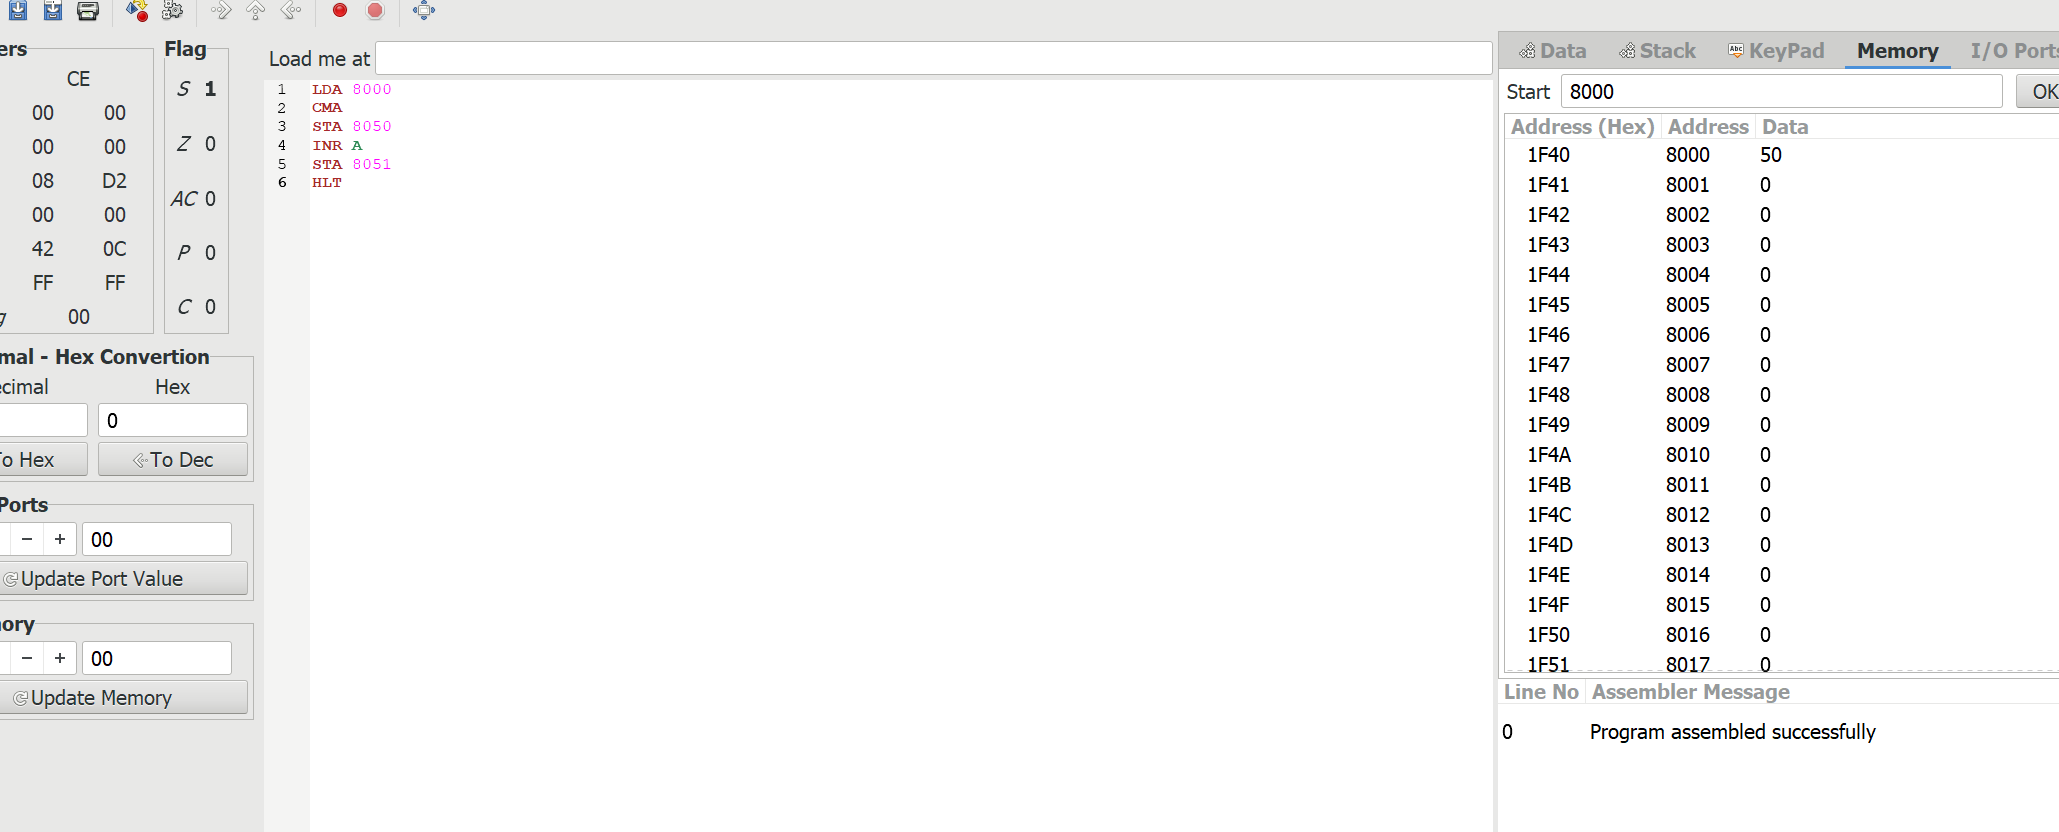 ers
CE
00 00
00 00
08 D2
00 00
42 0C
FF FF
00
Flag
S 1
Z 0
AC 0
P 0
C 0
mal - Hex Convertion
ecimal Hex
0
To Hex To Dec
Ports
− + 00
Update Port Value
ory
− + 00
Update Memory
Load me at
1 LDA 8000
2 CMA
3 STA 8050
4 INR A
5 STA 8051
6 HLT
Data Stack Abc KeyPad Memory I/O Ports
Start 8000 OK
Address (Hex) Address Data
1F40 8000 50
1F41 8001 0
1F42 8002 0
1F43 8003 0
1F44 8004 0
1F45 8005 0
1F46 8006 0
1F47 8007 0
1F48 8008 0
1F49 8009 0
1F4A 8010 0
1F4B 8011 0
1F4C 8012 0
1F4D 8013 0
1F4E 8014 0
1F4F 8015 0
1F50 8016 0
1F51 8017 0
Line No Assembler Message
0 Program assembled successfully